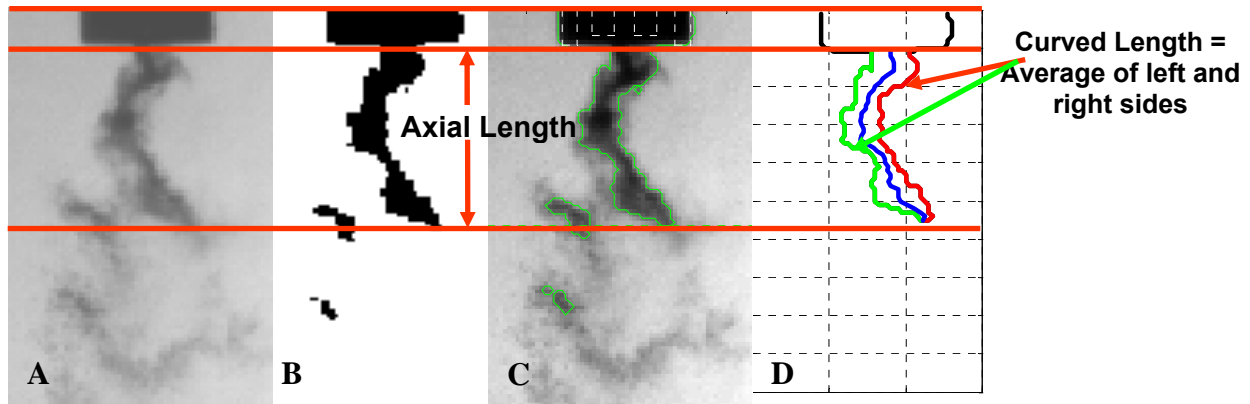 Curved Length =
Average of left and
right sides
Axial Length
A
B
C
D